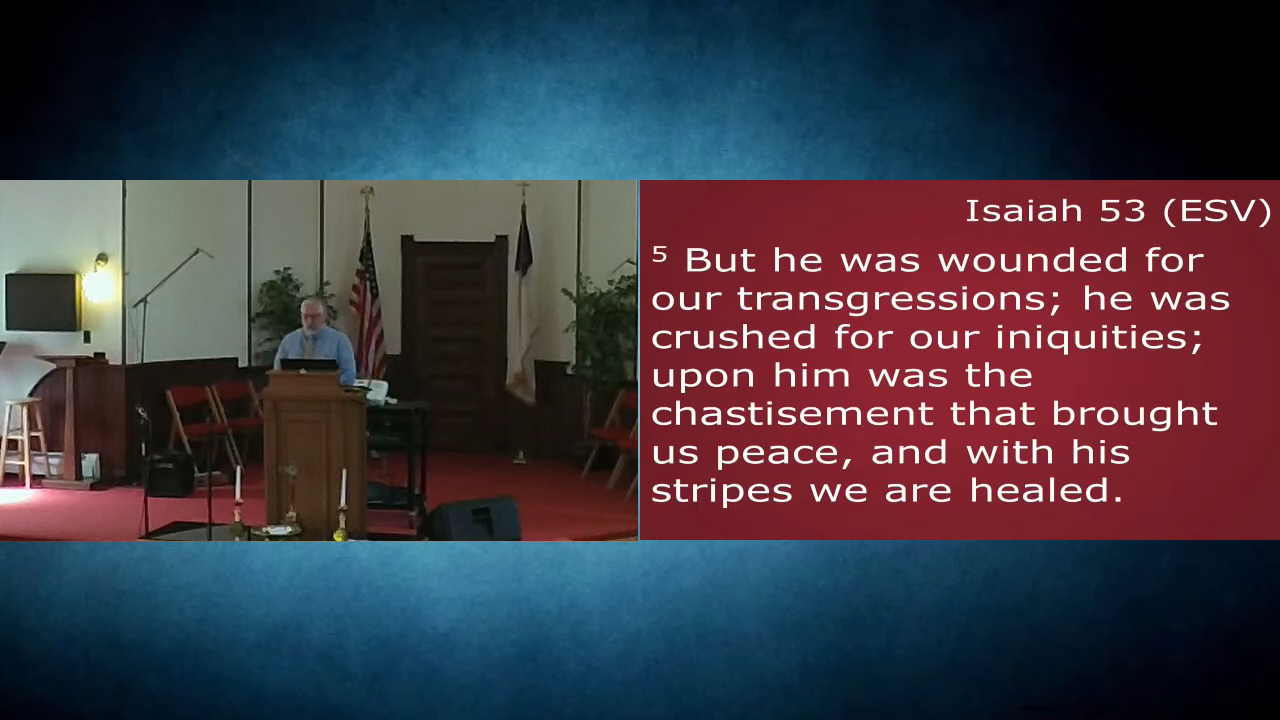 Isaiah 53 (ESV)
5 But he was wounded for
our transgressions; he was
crushed for our iniquities;
upon him was the
chastisement that brought
us peace, and with his
stripes we are healed.